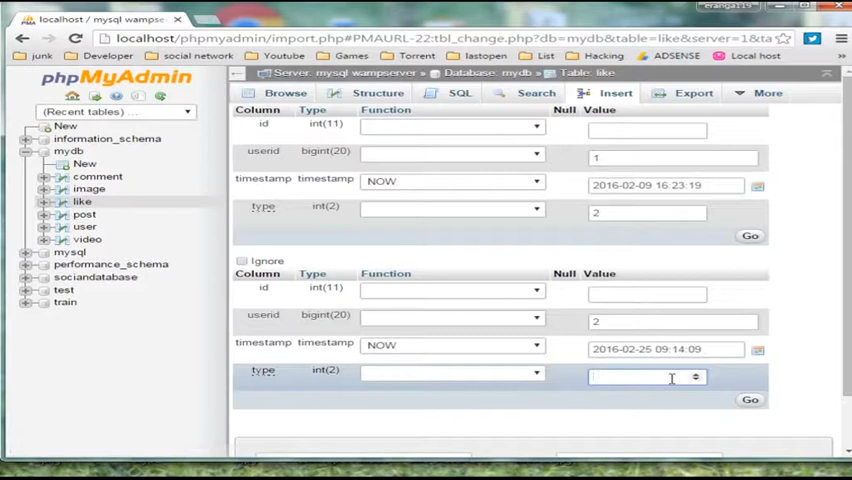 eranga119
localhost / mysql wampser
localhost/phpmyadmin/import.php#PMAURL-22:tbl_change.php?db=mydb&table=like&server=1&ta
junk Developer social network Youtube Games Torrent lastopen List Hacking ADSENSE Local host
phpMyAdmin
Server: mysql wampserver » Database: mydb » Table: like
Browse Structure SQL Search Insert Export More
(Recent tables) ...
New
information_schema
mydb
New
comment
image
like
post
user
video
mysql
performance_schema
sociandatabase
test
train
Column Type Function Null Value
id int(11)
userid bigint(20) 1
timestamp timestamp NOW 2016-02-09 16:23:19
type int(2) 2
Go
Ignore
Column Type Function Null Value
id int(11)
userid bigint(20) 2
timestamp timestamp NOW 2016-02-25 09:14:09
type int(2)
Go